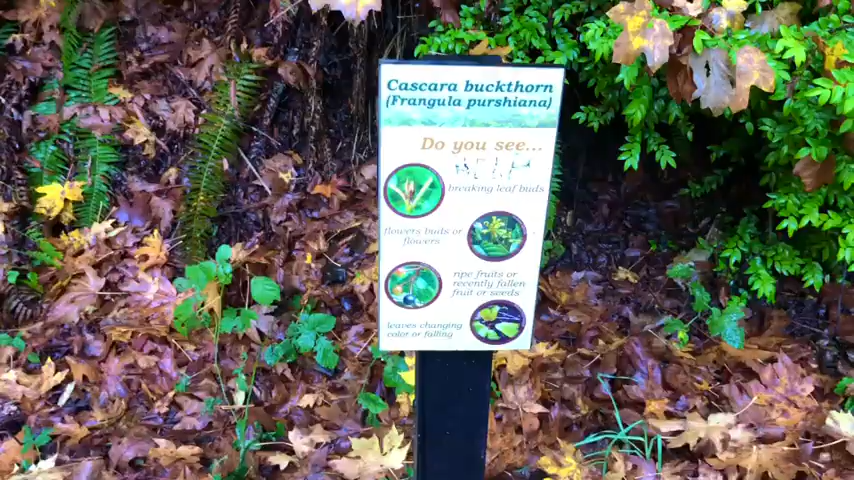 Cascara buckthorn
(Frangula purshiana)
Do you see...
breaking leaf buds
flowers buds or
flowers
ripe fruits or
recently fallen
fruit or seeds
leaves changing
color or falling